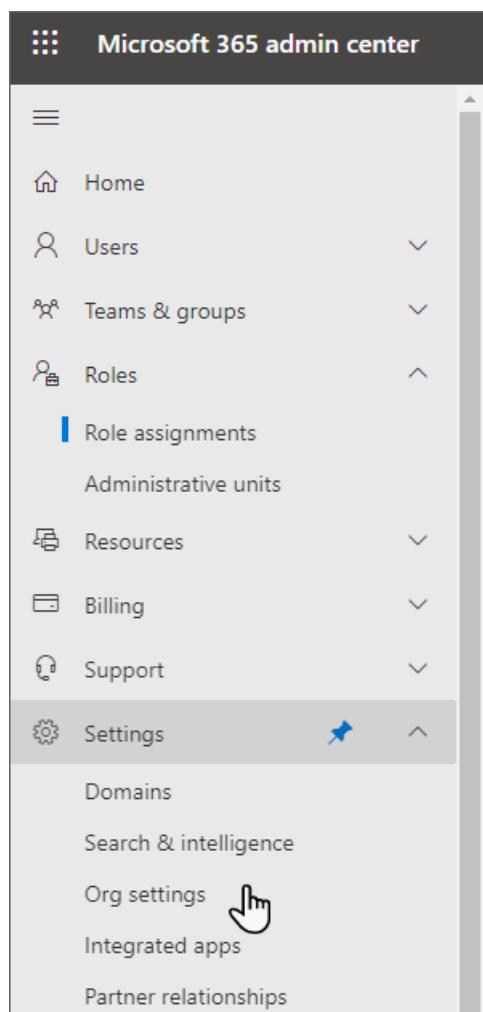 Microsoft 365 admin center
Home
Users
Teams & groups
Roles
Role assignments
Administrative units
Resources
Billing
Support
Settings
Domains
Search & intelligence
Org settings
Integrated apps
Partner relationships